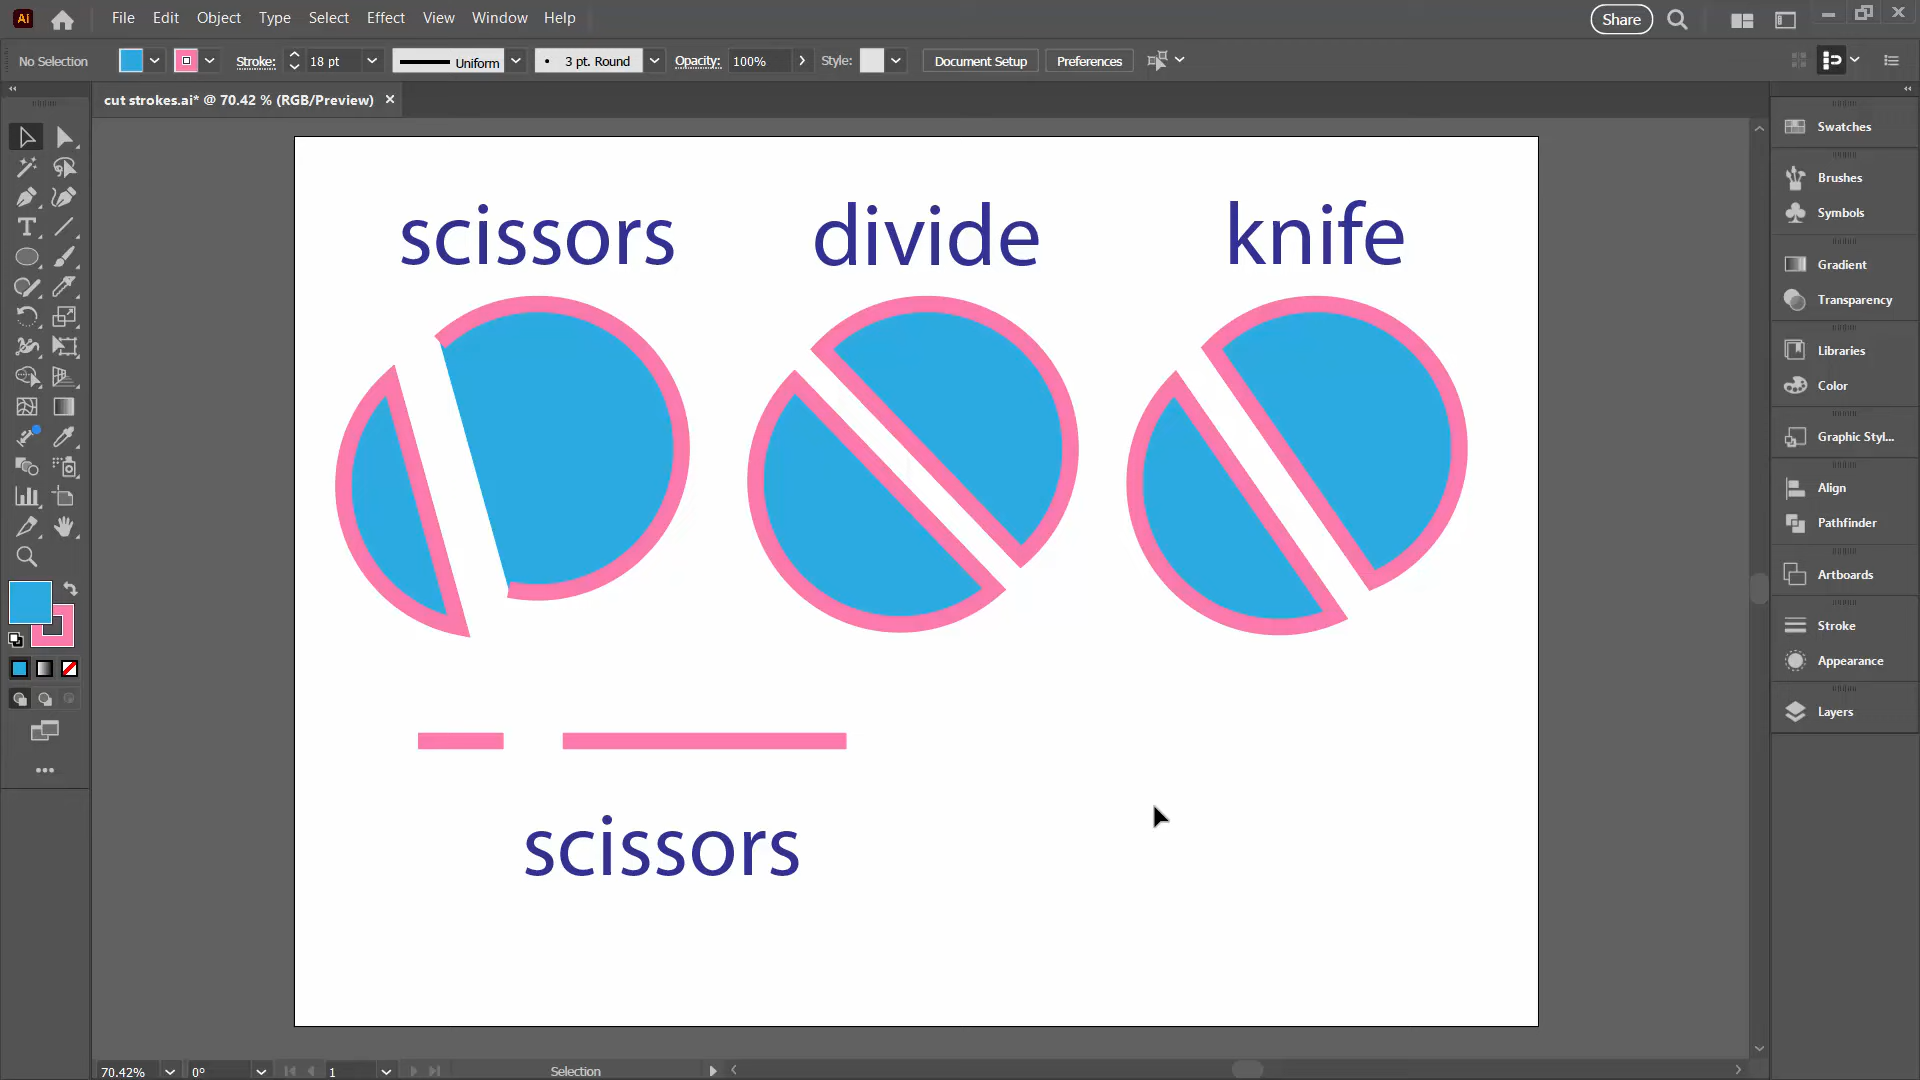 Ai File Edit Object Type Select Effect View Window Help Share
No Selection Stroke: 18 pt Uniform 3 pt. Round Opacity: 100% Style: Document Setup Preferences
cut strokes.ai* @ 70.42 % (RGB/Preview)
Swatches
Brushes
Symbols
Gradient
Transparency
Libraries
Color
Graphic Styl...
Align
Pathfinder
Artboards
Stroke
Appearance
Layers
scissors divide knife
scissors
70.42% 0° 1 Selection